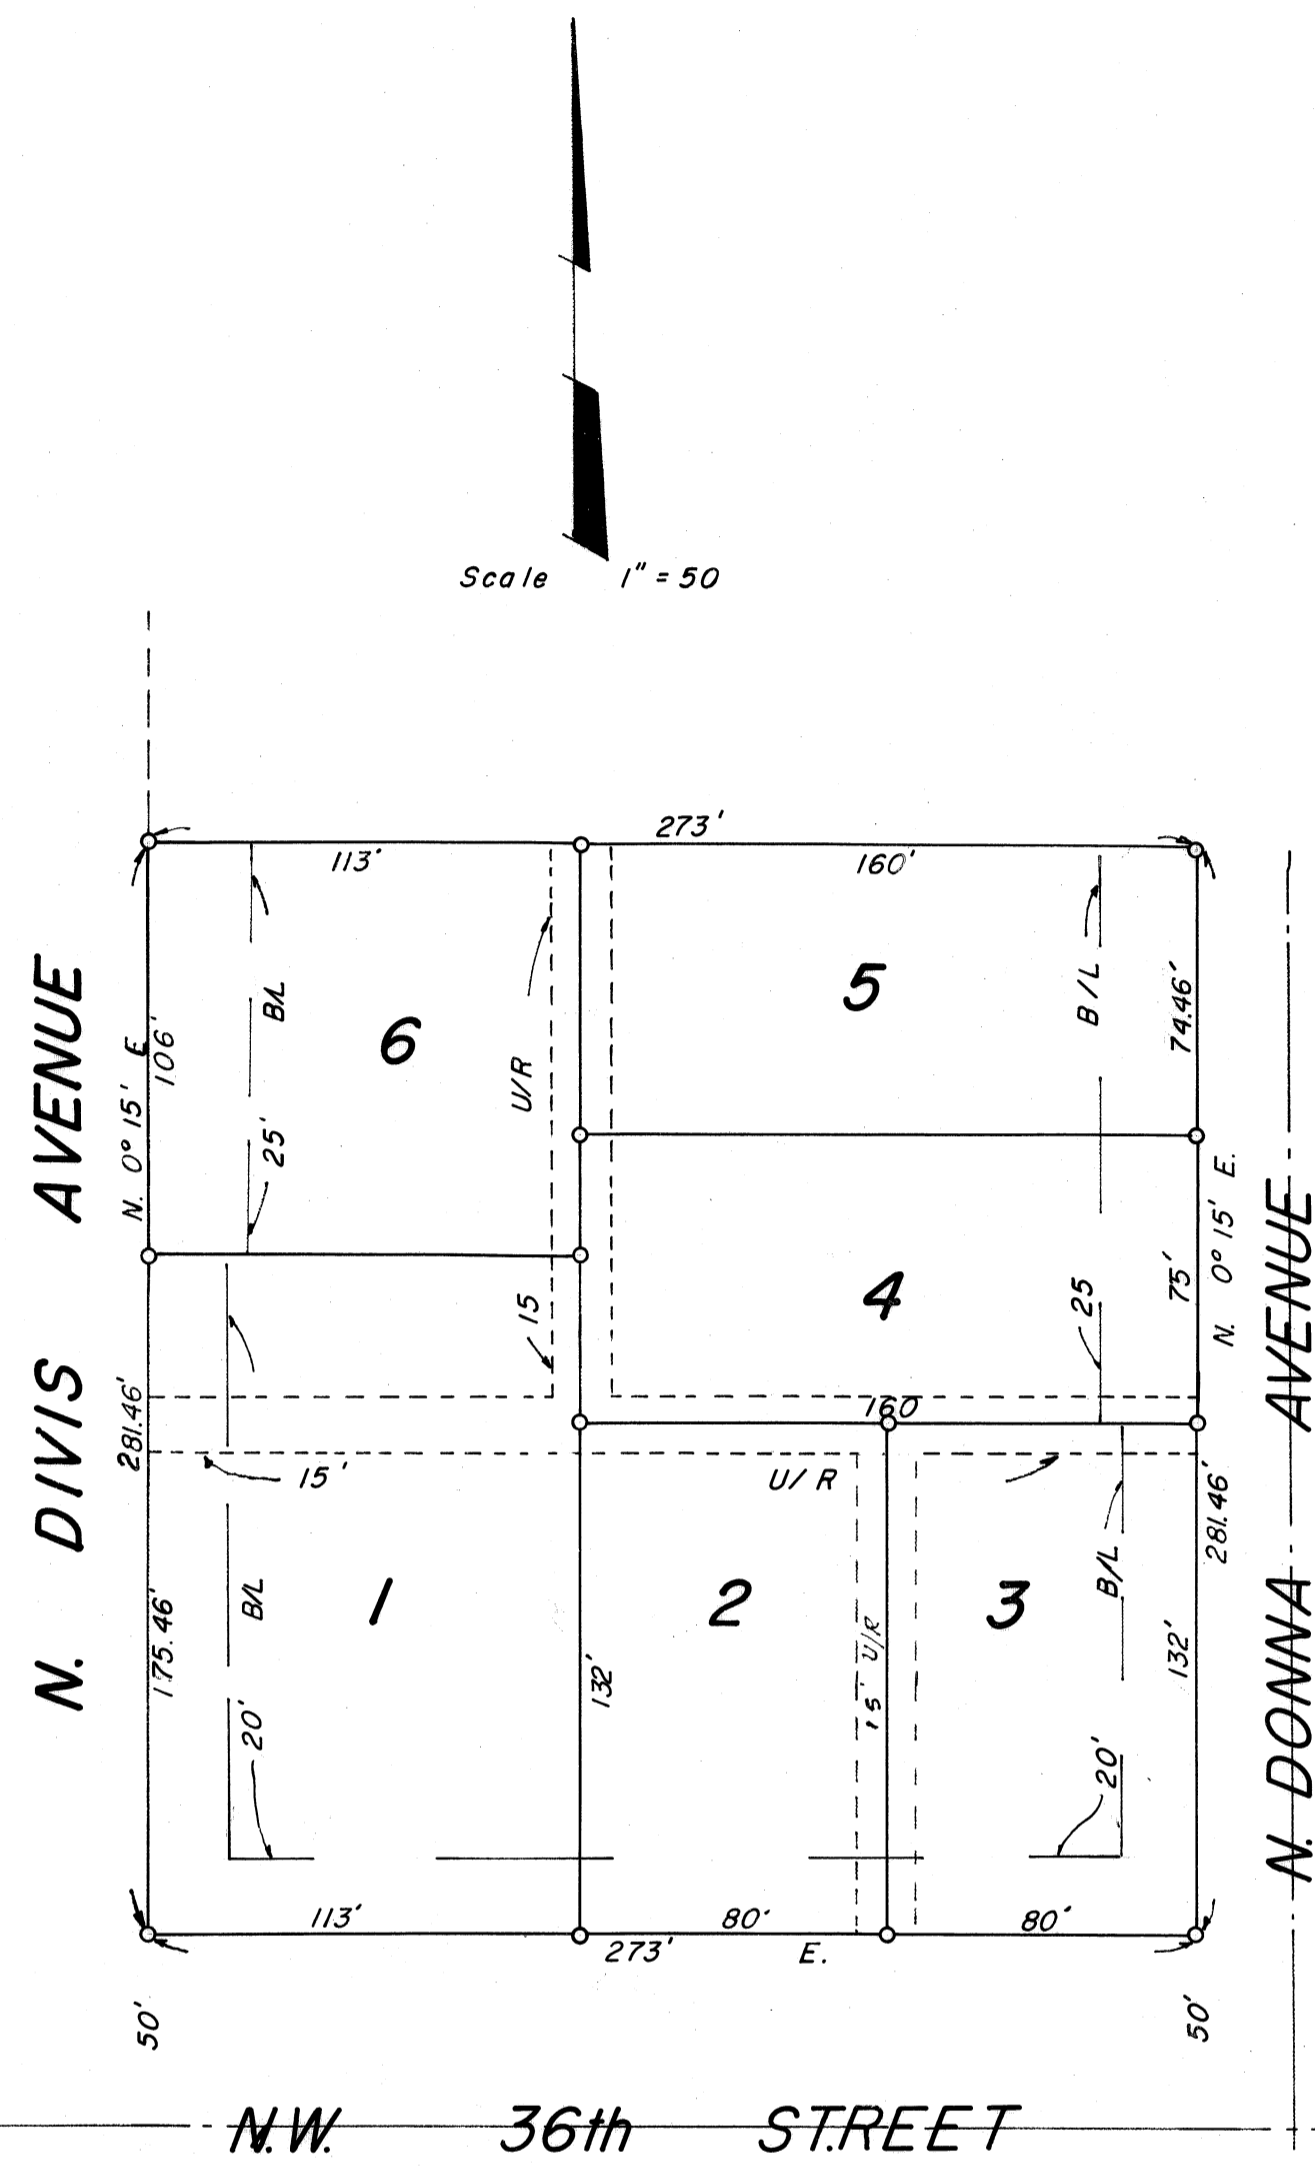 Scale 1" = 50
273'
113'
160'
N. DIVIS AVENUE
N. 0° 15' E.
106'
B/L
25'
6
U/R
15
5
B/L
74.46'
4
25
75'
N. 0° 15' E.
160
281.46'
15'
U/R
281.46'
175.46'
B/L
20'
1
132'
2
15' U/R
3
B/L
20'
132'
N. DONNA AVENUE
113'
80'
80'
273' E.
50'
50'
N.W. 36th STREET